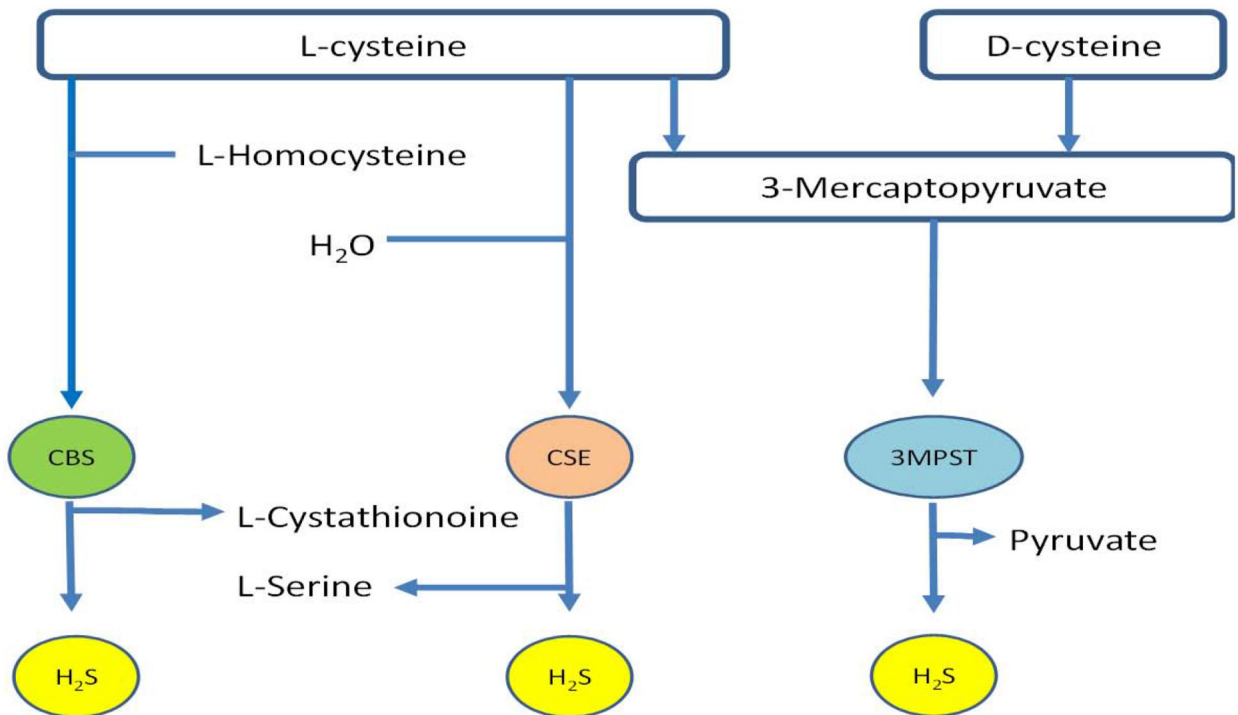 L-cysteine
D-cysteine
L-Homocysteine
3-Mercaptopyruvate
H₂O
CBS
CSE
3MPST
L-Cystathionoine
Pyruvate
L-Serine
H₂S
H₂S
H₂S